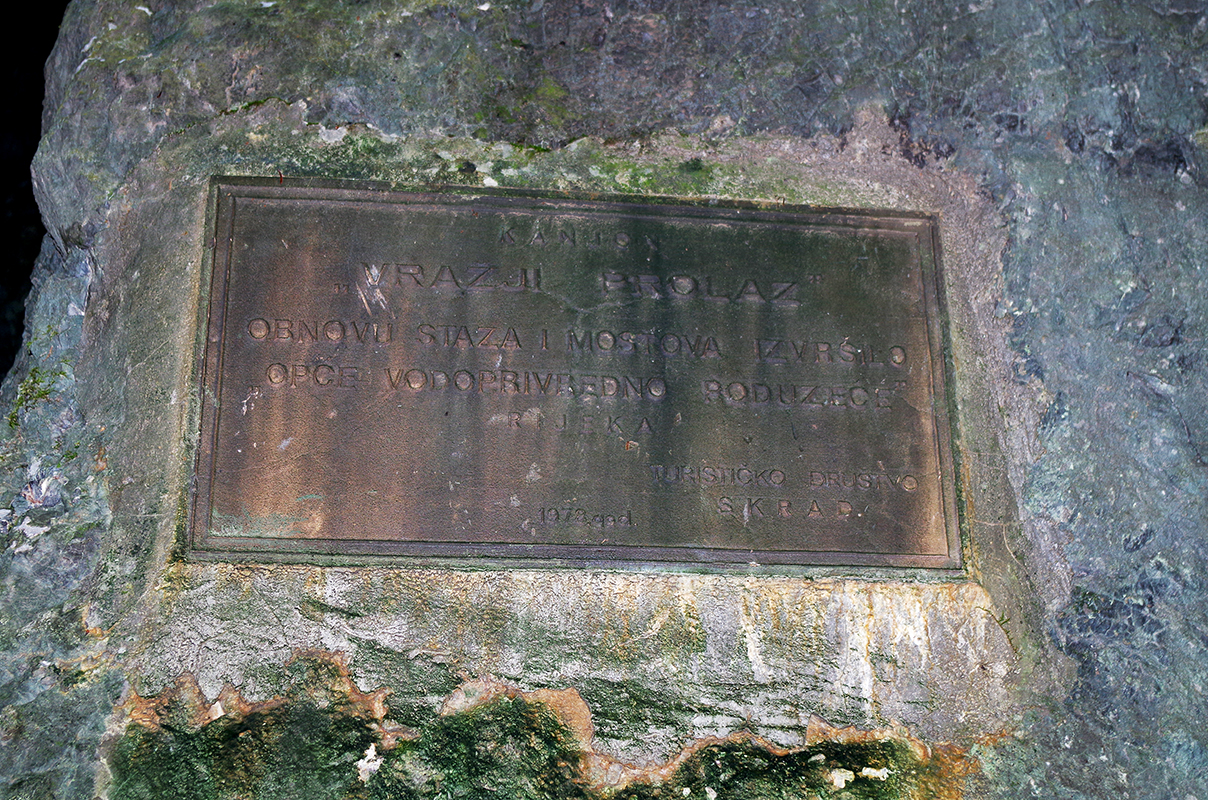 KANJON
„VRAŽJI PROLAZ"
OBNOVU STAZA I MOSTOVA IZVRŠILO
„OPĆE VODOPRIVREDNO PODUZEĆE"
RIJEKA
TURISTIČKO DRUŠTVO
SKRAD
1973.god.